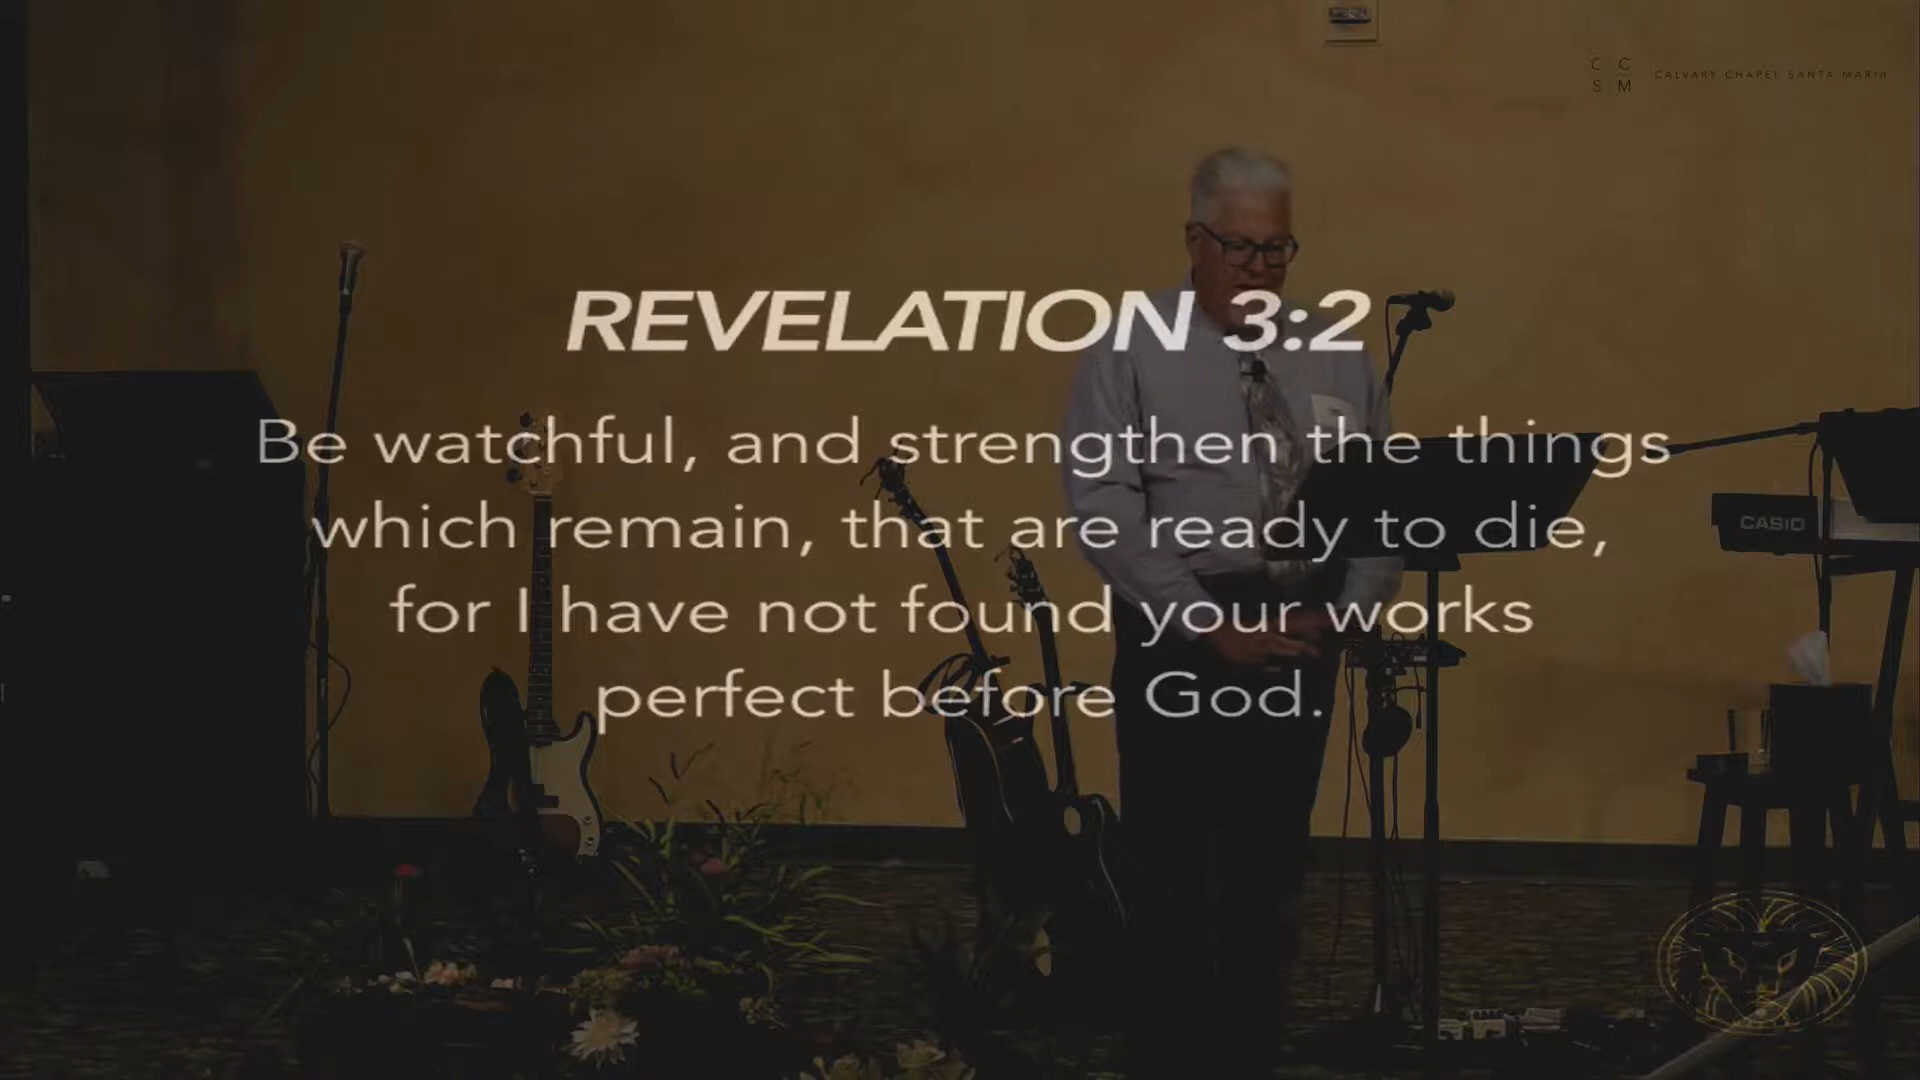 C C
S M
CALVARY CHAPEL SANTA MARIA
REVELATION 3:2
Be watchful, and strengthen the things
which remain, that are ready to die,
for I have not found your works
perfect before God.
CASIO